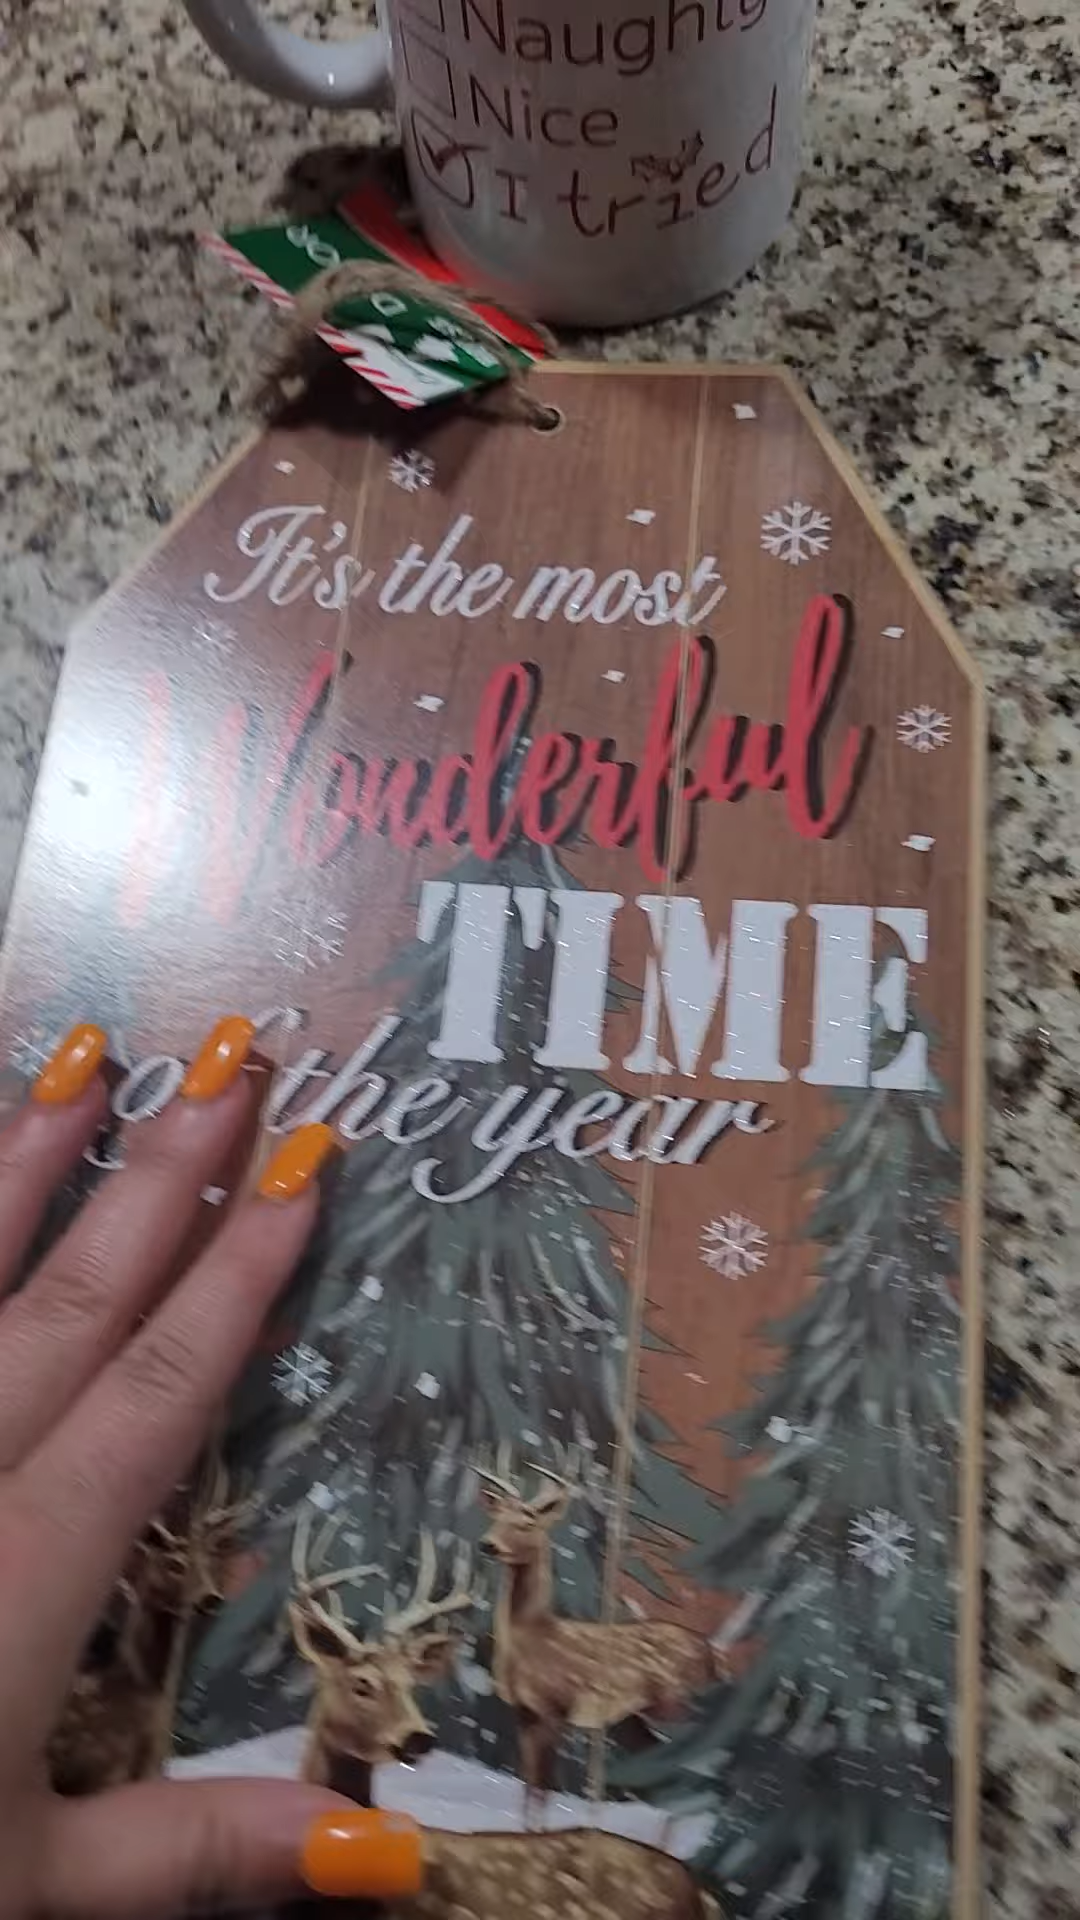 Naughty
Nice
I tried
It's the most
Wonderful
TIME
of the year